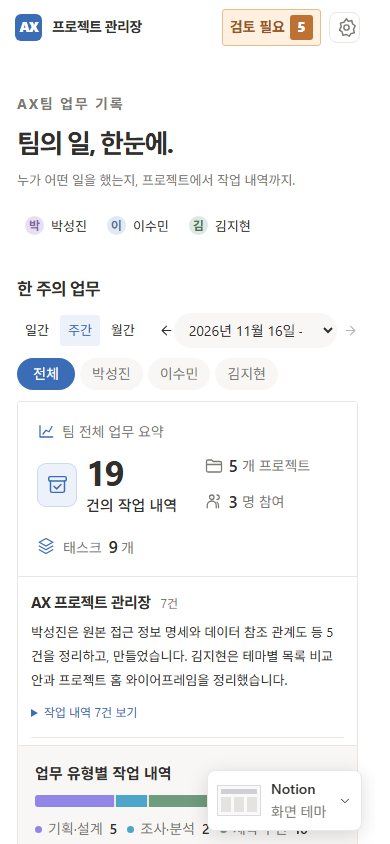 AX 프로젝트 관리장 검토 필요 5
AX팀 업무 기록
팀의 일, 한눈에.
누가 어떤 일을 했는지, 프로젝트에서 작업 내역까지.
박 박성진 이 이수민 김 김지현
한 주의 업무
일간 주간 월간 ← 2026년 11월 16일 - →
전체 박성진 이수민 김지현
팀 전체 업무 요약
19
건의 작업 내역
5 개 프로젝트
3 명 참여
태스크 9 개
AX 프로젝트 관리장 7건
박성진은 원본 접근 정보 명세와 데이터 참조 관계도 등 5
건을 정리하고, 만들었습니다. 김지현은 테마별 목록 비교
안과 프로젝트 홈 와이어프레임을 정리했습니다.
▶ 작업 내역 7건 보기
업무 유형별 작업 내역
기획·설계 5 조사·분석 2
Notion
화면 테마